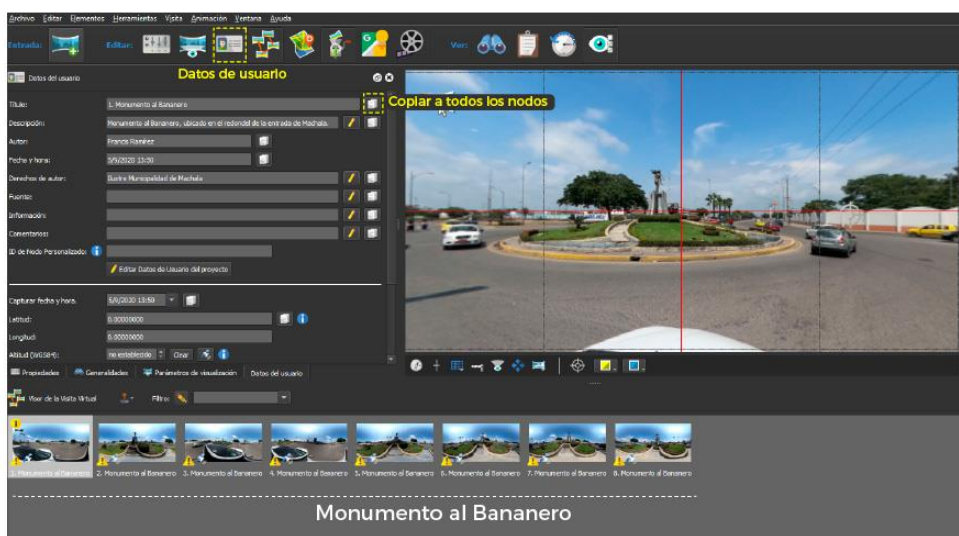 Archivo Editar Elementos Herramientas Visita Animación Ventana Ayuda
Entrada: Editar: Ver:
Datos de usuario
Datos del usuario
Título: 1. Monumento al Bananero
Copiar a todos los nodos
Descripción: Monumento al Bananero, ubicado en el redondel de la entrada de Machala.
Autor: Francis Ramírez
Fecha y hora: 5/9/2020 13:50
Derechos de autor: Ilustre Municipalidad de Machala
Fuente:
Información:
Comentarios:
ID de Nodo Personalizado:
Editar Datos de Usuario del proyecto
Capturar fecha y hora. 5/9/2020 13:50
Latitud: 0.00000000
Longitud: 0.00000000
Altitud (WGS84): no establecido Clear
Propiedades Generalidades Parámetros de visualización Datos del usuario
Visor de la Visita Virtual Filtro:
1. Monumento al Bananero 2. Monumento al Bananero 3. Monumento al Bananero 4. Monumento al Bananero 5. Monumento al Bananero 6. Monumento al Bananero 7. Monumento al Bananero 8. Monumento al Bananero
Monumento al Bananero